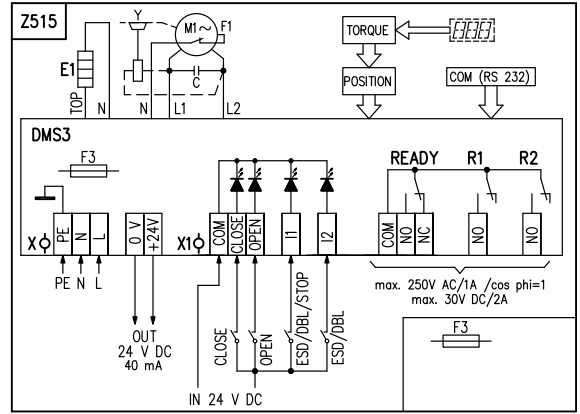 Z515
Y
M1~
F1
E1
C
TOP
N
N
L1
L2
TORQUE
POSITION
COM (RS 232)
DMS3
F3
READY
R1
R2
X
PE
N
L
0 V
+24V
X1
COM
CLOSE
OPEN
I1
I2
COM
NO
NC
NO
NO
PE N L
max. 250V AC/1A /cos phi=1
max. 30V DC/2A
OUT
24 V DC
40 mA
CLOSE
OPEN
ESD/DBL/STOP
ESD/DBL
IN 24 V DC
F3